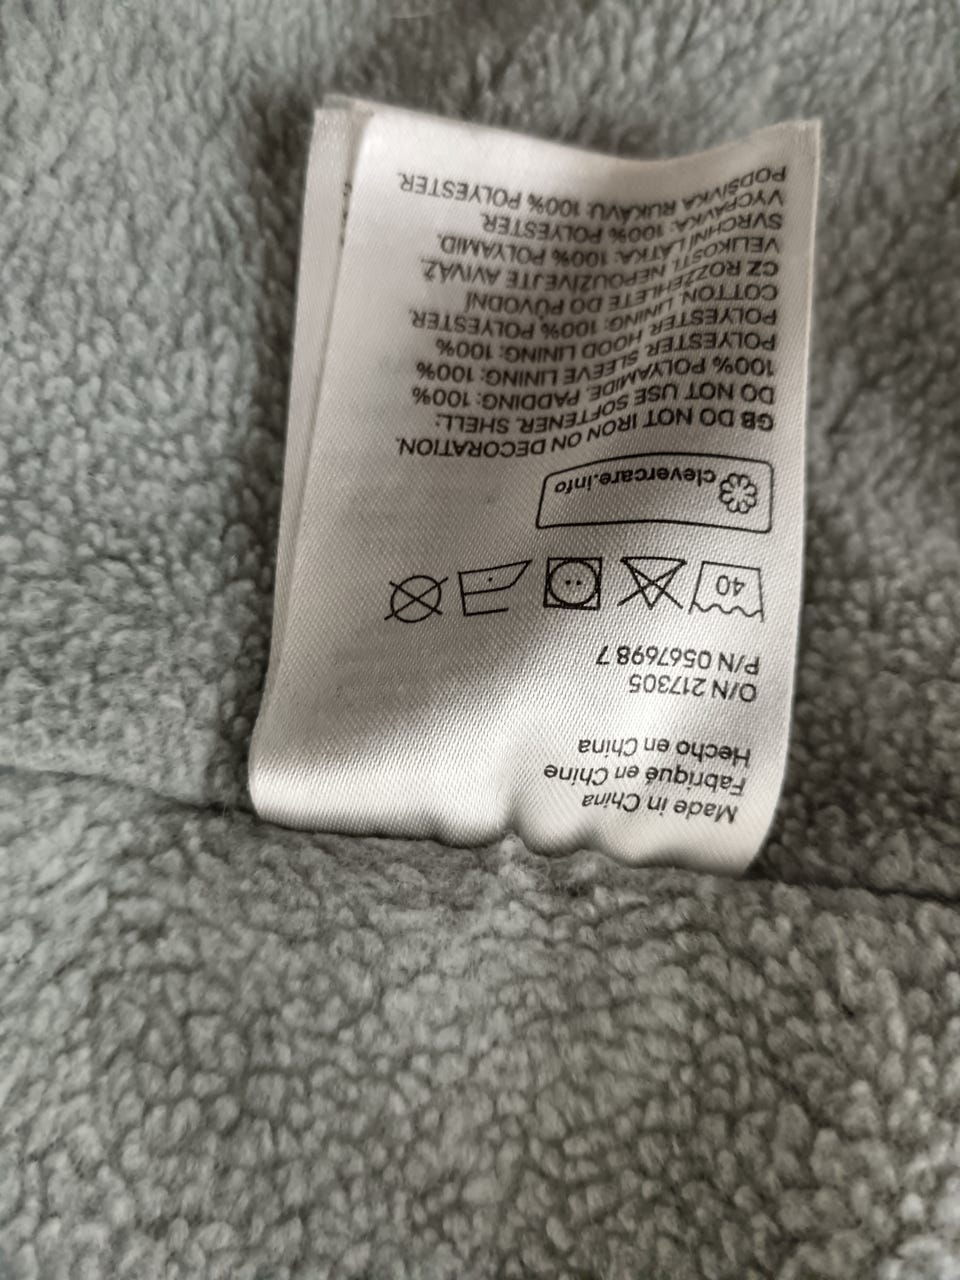 Made in China
Fabriqué en Chine
Hecho en China
O/N 217305
P/N 0567698 7
40
clevercare.info
GB DO NOT IRON ON DECORATION.
DO NOT USE SOFTENER. SHELL:
100% POLYAMIDE. PADDING: 100%
POLYESTER. SLEEVE LINING: 100%
POLYESTER. HOOD LINING: 100%
COTTON. LINING: 100% POLYESTER.
CZ ROZŽEHLETE DO PŮVODNÍ
VELIKOSTI. NEPOUŽÍVEJTE AVIVÁŽ.
SVRCHNÍ LÁTKA: 100% POLYAMID.
VYCPÁVKA: 100% POLYESTER.
PODŠÍVKA RUKÁVU: 100% POLYESTER.